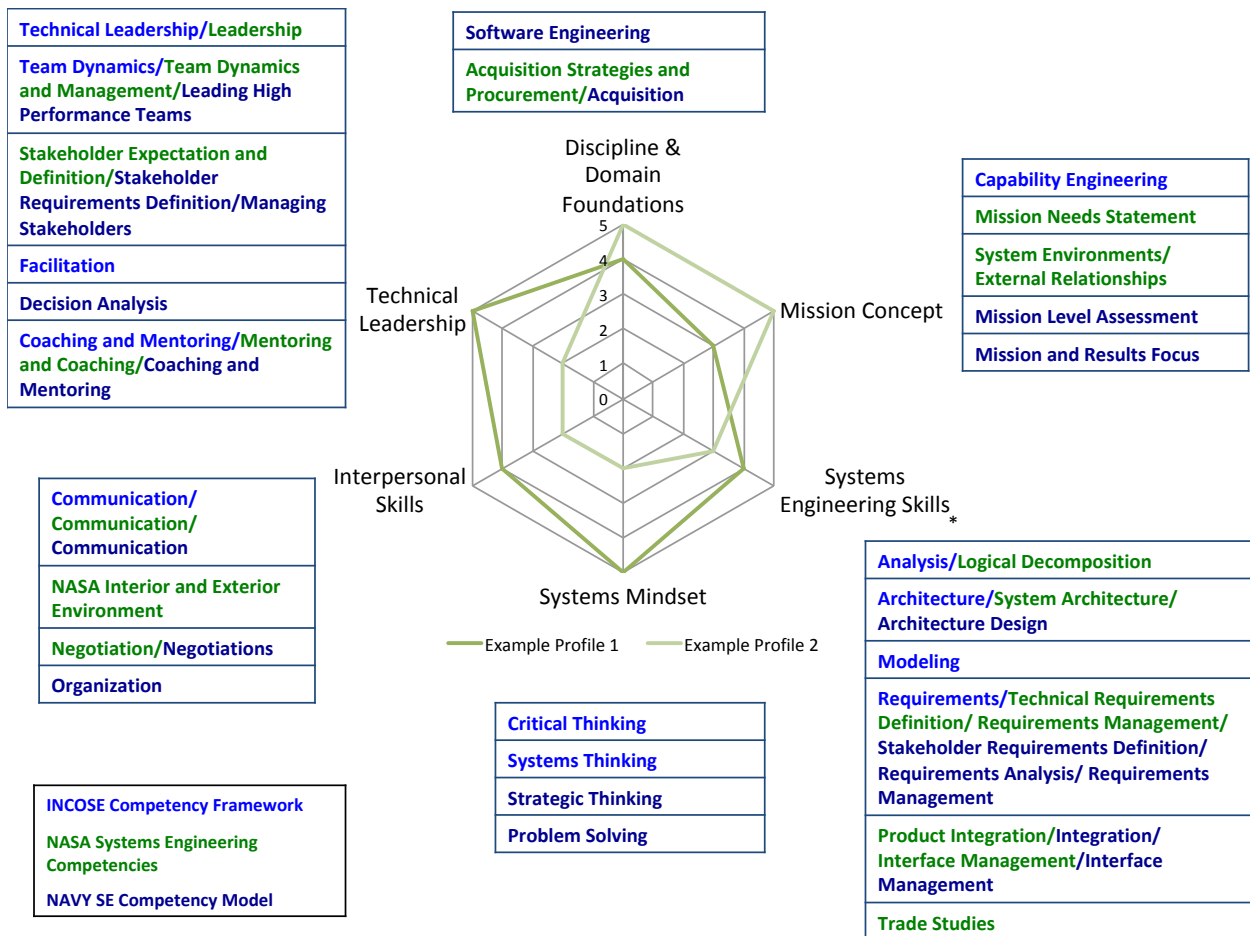 Technical Leadership/Leadership
Team Dynamics/Team Dynamics
and Management/Leading High
Performance Teams
Stakeholder Expectation and
Definition/Stakeholder
Requirements Definition/Managing
Stakeholders
Facilitation
Decision Analysis
Coaching and Mentoring/Mentoring
and Coaching/Coaching and
Mentoring
Software Engineering
Acquisition Strategies and
Procurement/Acquisition
Capability Engineering
Mission Needs Statement
System Environments/
External Relationships
Mission Level Assessment
Mission and Results Focus
Discipline &
Domain
Foundations
5
4
3
2
1
0
Technical
Leadership
Mission Concept
Interpersonal
Skills
Systems
Engineering Skills*
Systems Mindset
Example Profile 1
Example Profile 2
Communication/
Communication/
Communication
NASA Interior and Exterior
Environment
Negotiation/Negotiations
Organization
Analysis/Logical Decomposition
Architecture/System Architecture/
Architecture Design
Modeling
Requirements/Technical Requirements
Definition/ Requirements Management/
Stakeholder Requirements Definition/
Requirements Analysis/ Requirements
Management
Product Integration/Integration/
Interface Management/Interface
Management
Trade Studies
Critical Thinking
Systems Thinking
Strategic Thinking
Problem Solving
INCOSE Competency Framework
NASA Systems Engineering
Competencies
NAVY SE Competency Model